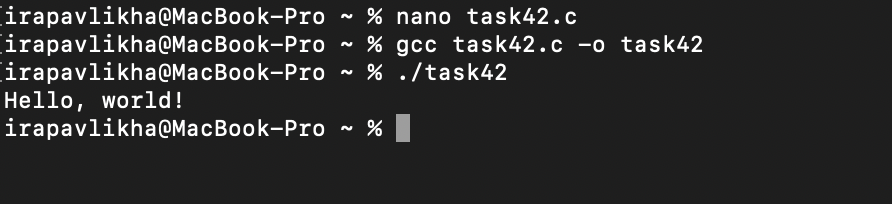 [irapavlikha@MacBook-Pro ~ % nano task42.c
[irapavlikha@MacBook-Pro ~ % gcc task42.c -o task42
[irapavlikha@MacBook-Pro ~ % ./task42
Hello, world!
irapavlikha@MacBook-Pro ~ %